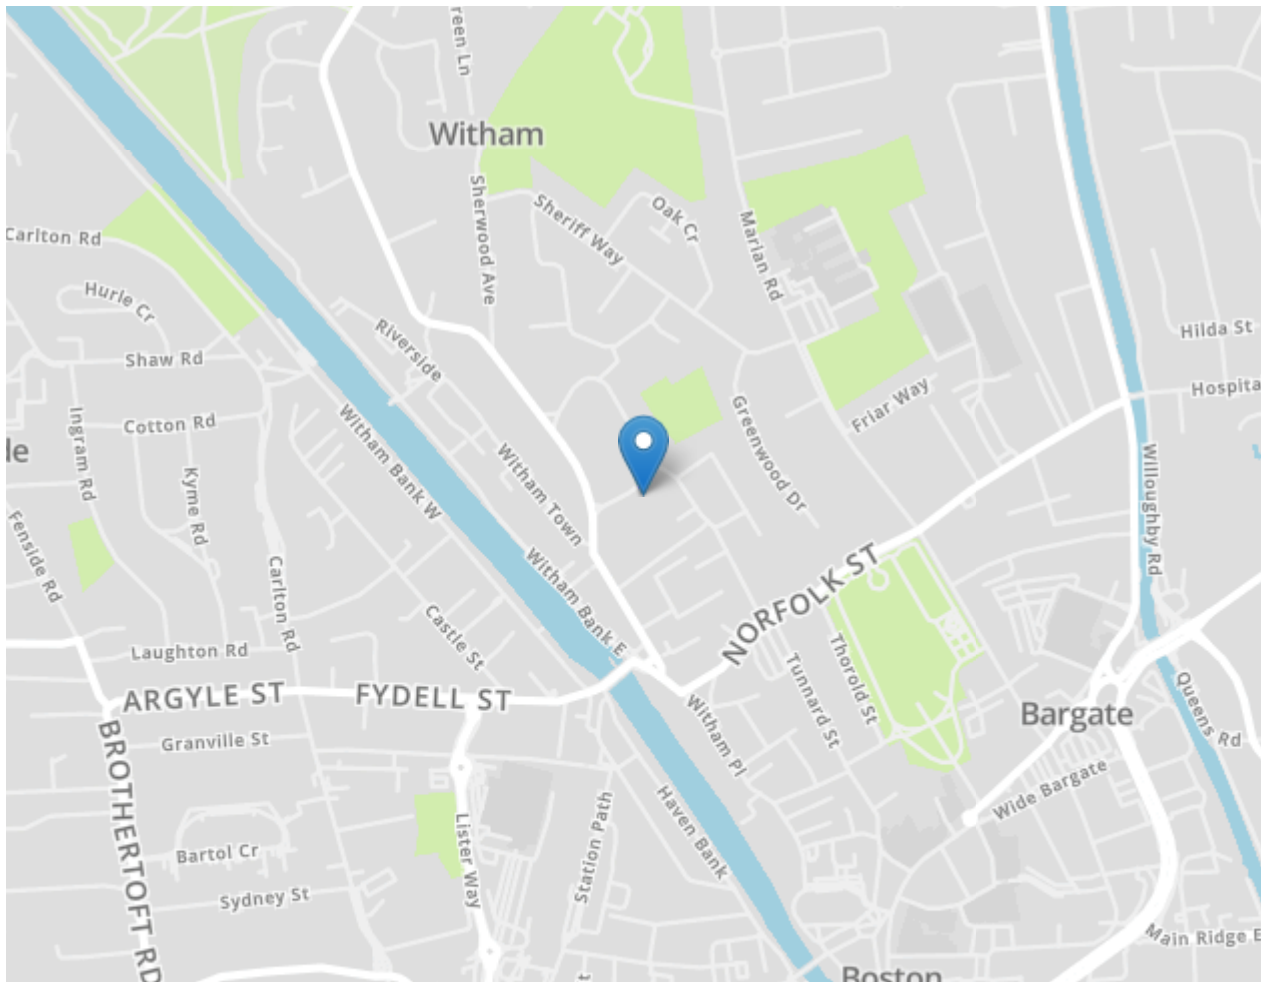 reen Ln
Witham
Sherwood Ave
Sheriff Way
Oak Cr
Marian Rd
Carlton Rd
Hurle Cr
Riverside
Shaw Rd
Hilda St
Hospita
Ingram Rd
Cotton Rd
Kyme Rd
Witham Bank W
Witham Town
Greenwood Dr
Friar Way
de
Fenside Rd
Willoughby Rd
Carlton Rd
Witham Bank E
NORFOLK ST
Castle St
Laughton Rd
Thorold St
Tunnard St
ARGYLE ST
FYDELL ST
Witham Pl
Bargate
Queens Rd
Granville St
BROTHERTOFT RD
Wide Bargate
Haven Bank
Station Path
Lister Way
Bartol Cr
Sydney St
Main Ridge E
t
Boston